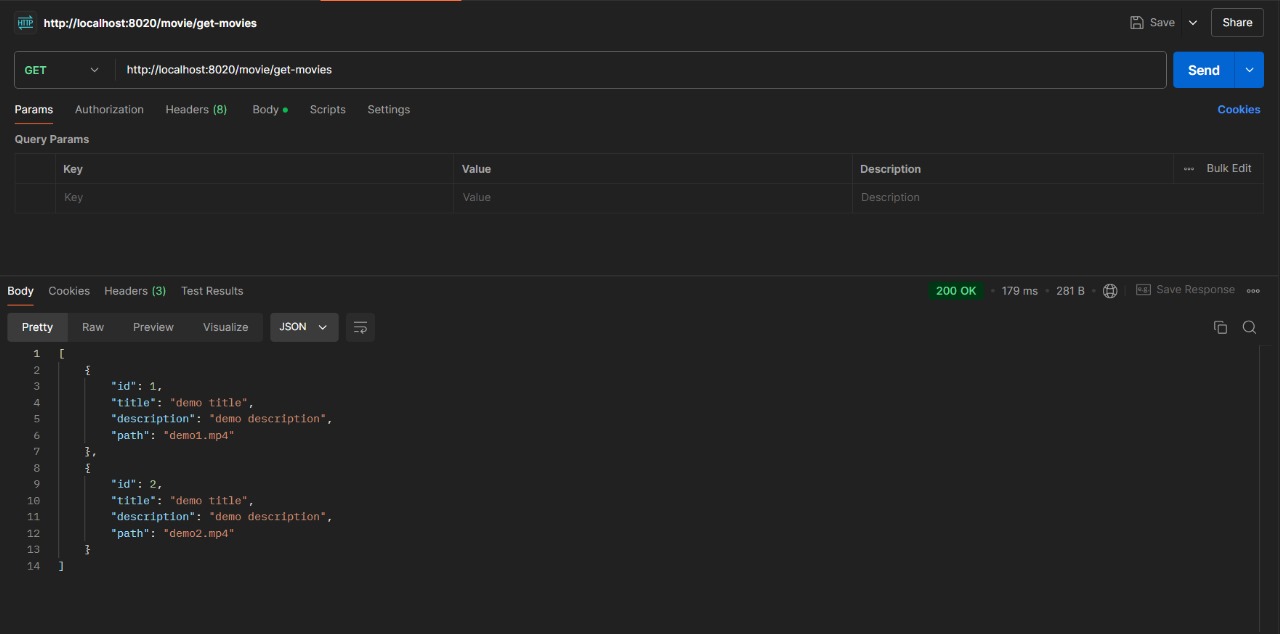 HTTP http://localhost:8020/movie/get-movies Save Share
GET http://localhost:8020/movie/get-movies Send
Params Authorization Headers (8) Body Scripts Settings Cookies
Query Params
Key Value Description Bulk Edit
Key Value Description
Body Cookies Headers (3) Test Results 200 OK 179 ms 281 B e.g. Save Response
Pretty Raw Preview Visualize JSON
1 [
2 {
3 "id": 1,
4 "title": "demo title",
5 "description": "demo description",
6 "path": "demo1.mp4"
7 },
8 {
9 "id": 2,
10 "title": "demo title",
11 "description": "demo description",
12 "path": "demo2.mp4"
13 }
14 ]